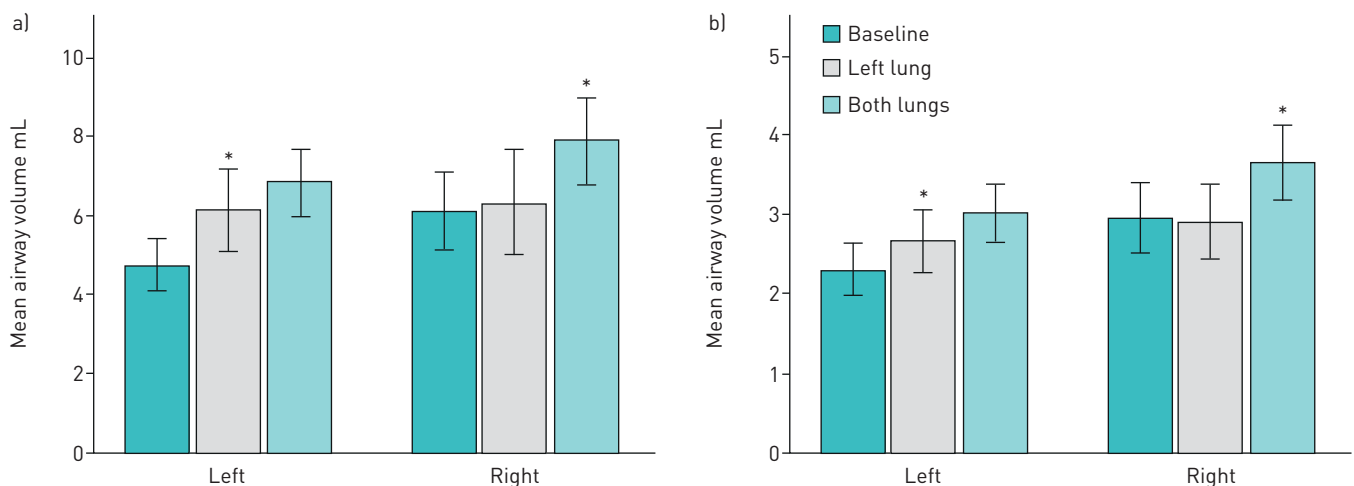 a)
Mean airway volume mL
10
8
6
4
2
0
*
*
Left
Right
b)
Baseline
Left lung
Both lungs
Mean airway volume mL
5
4
3
2
1
0
*
*
Left
Right